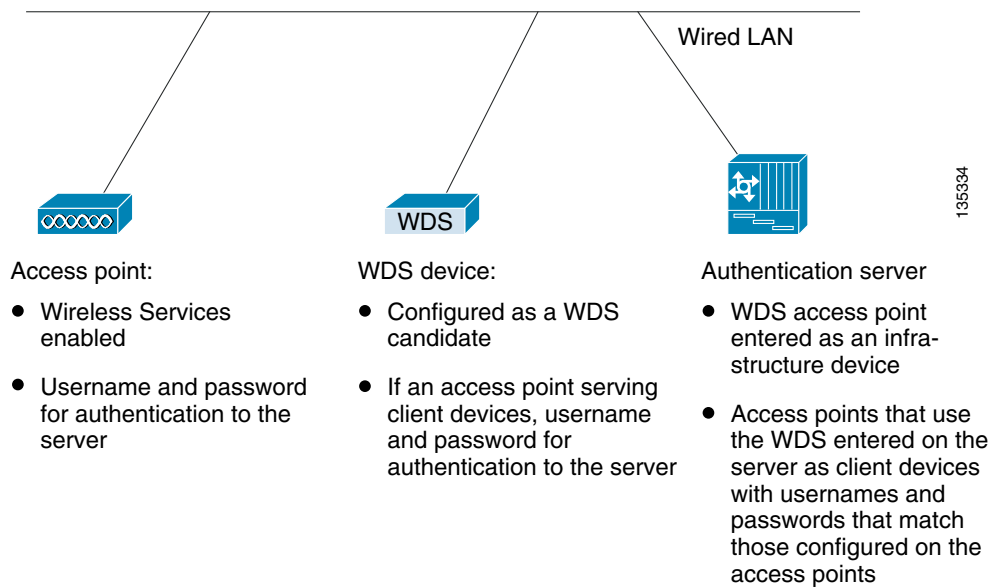 Wired LAN
135334
WDS
Access point:
• Wireless Services
enabled
• Username and password
for authentication to the
server
WDS device:
• Configured as a WDS
candidate
• If an access point serving
client devices, username
and password for
authentication to the server
Authentication server
• WDS access point
entered as an infra-
structure device
• Access points that use
the WDS entered on the
server as client devices
with usernames and
passwords that match
those configured on the
access points